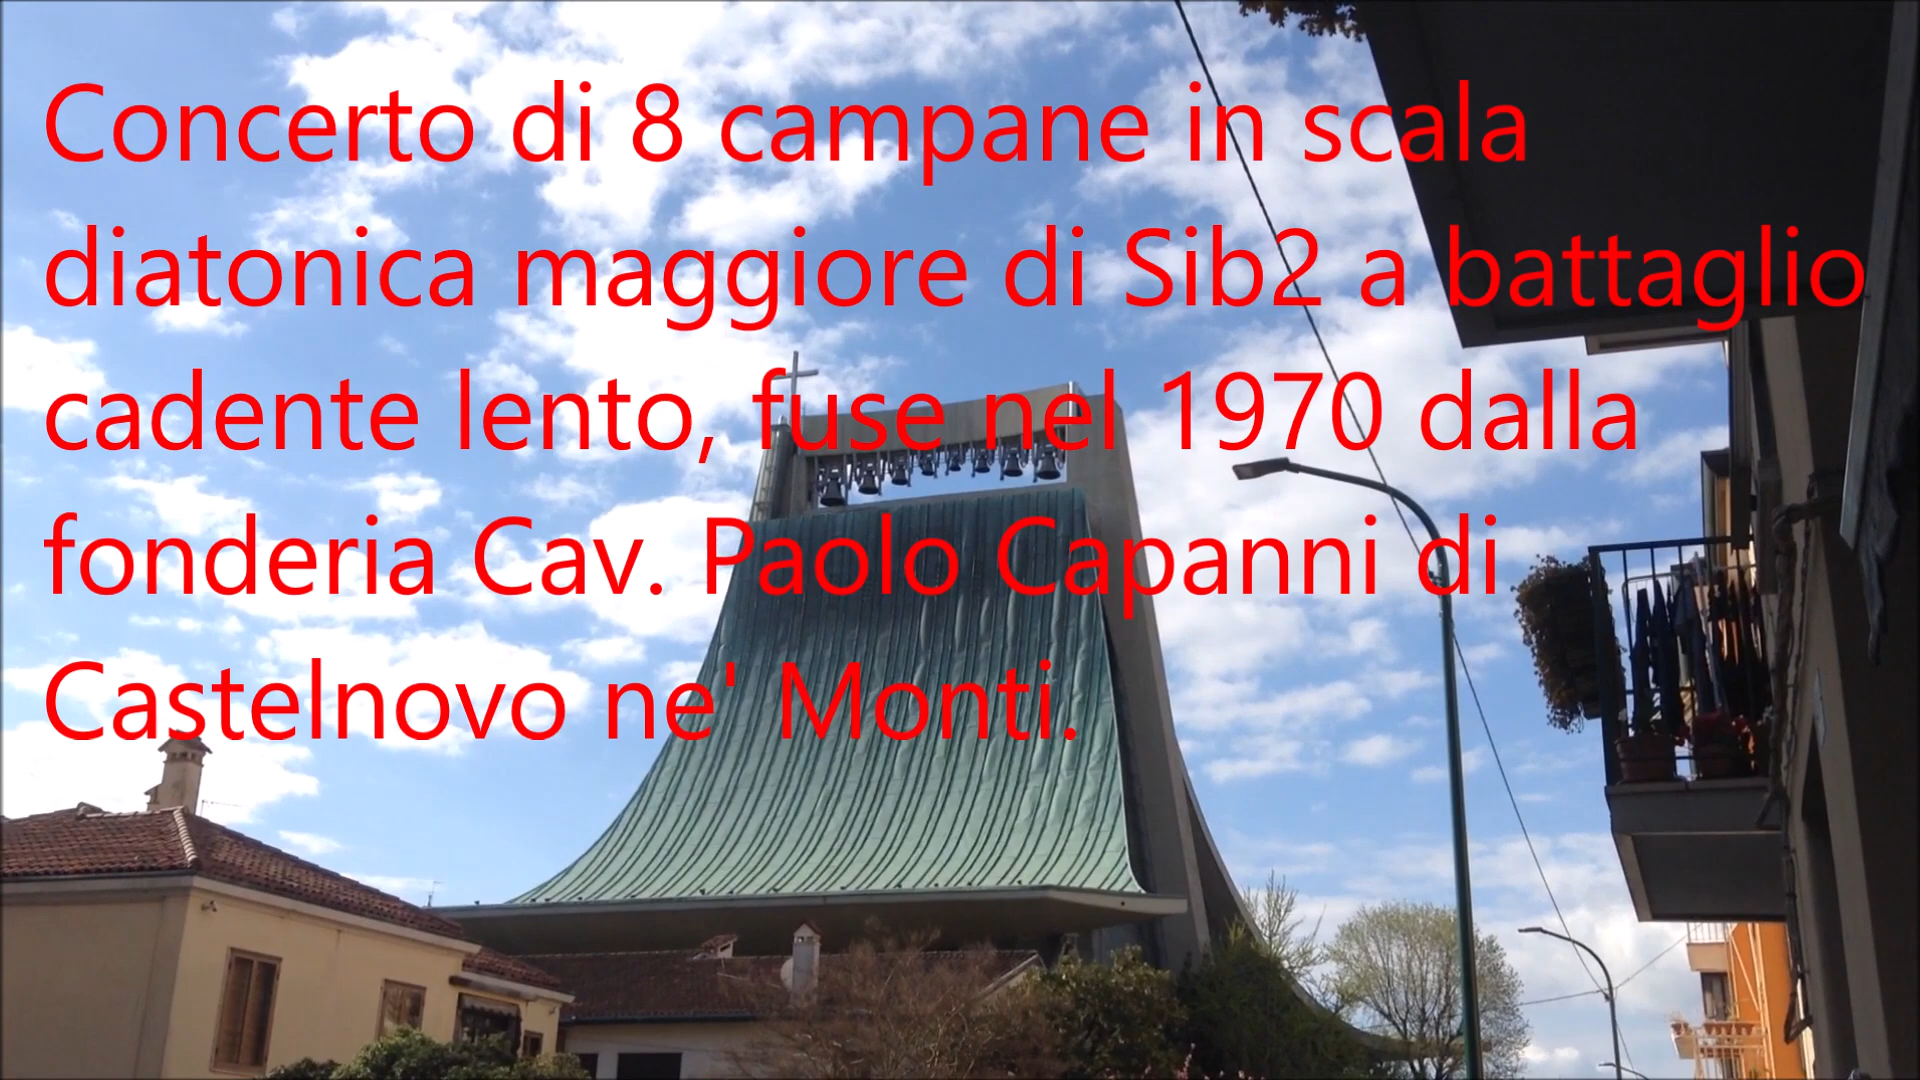 Concerto di 8 campane in scala
diatonica maggiore di Sib2 a battaglio
cadente lento, fuse nel 1970 dalla
fonderia Cav. Paolo Capanni di
Castelnovo ne' Monti.